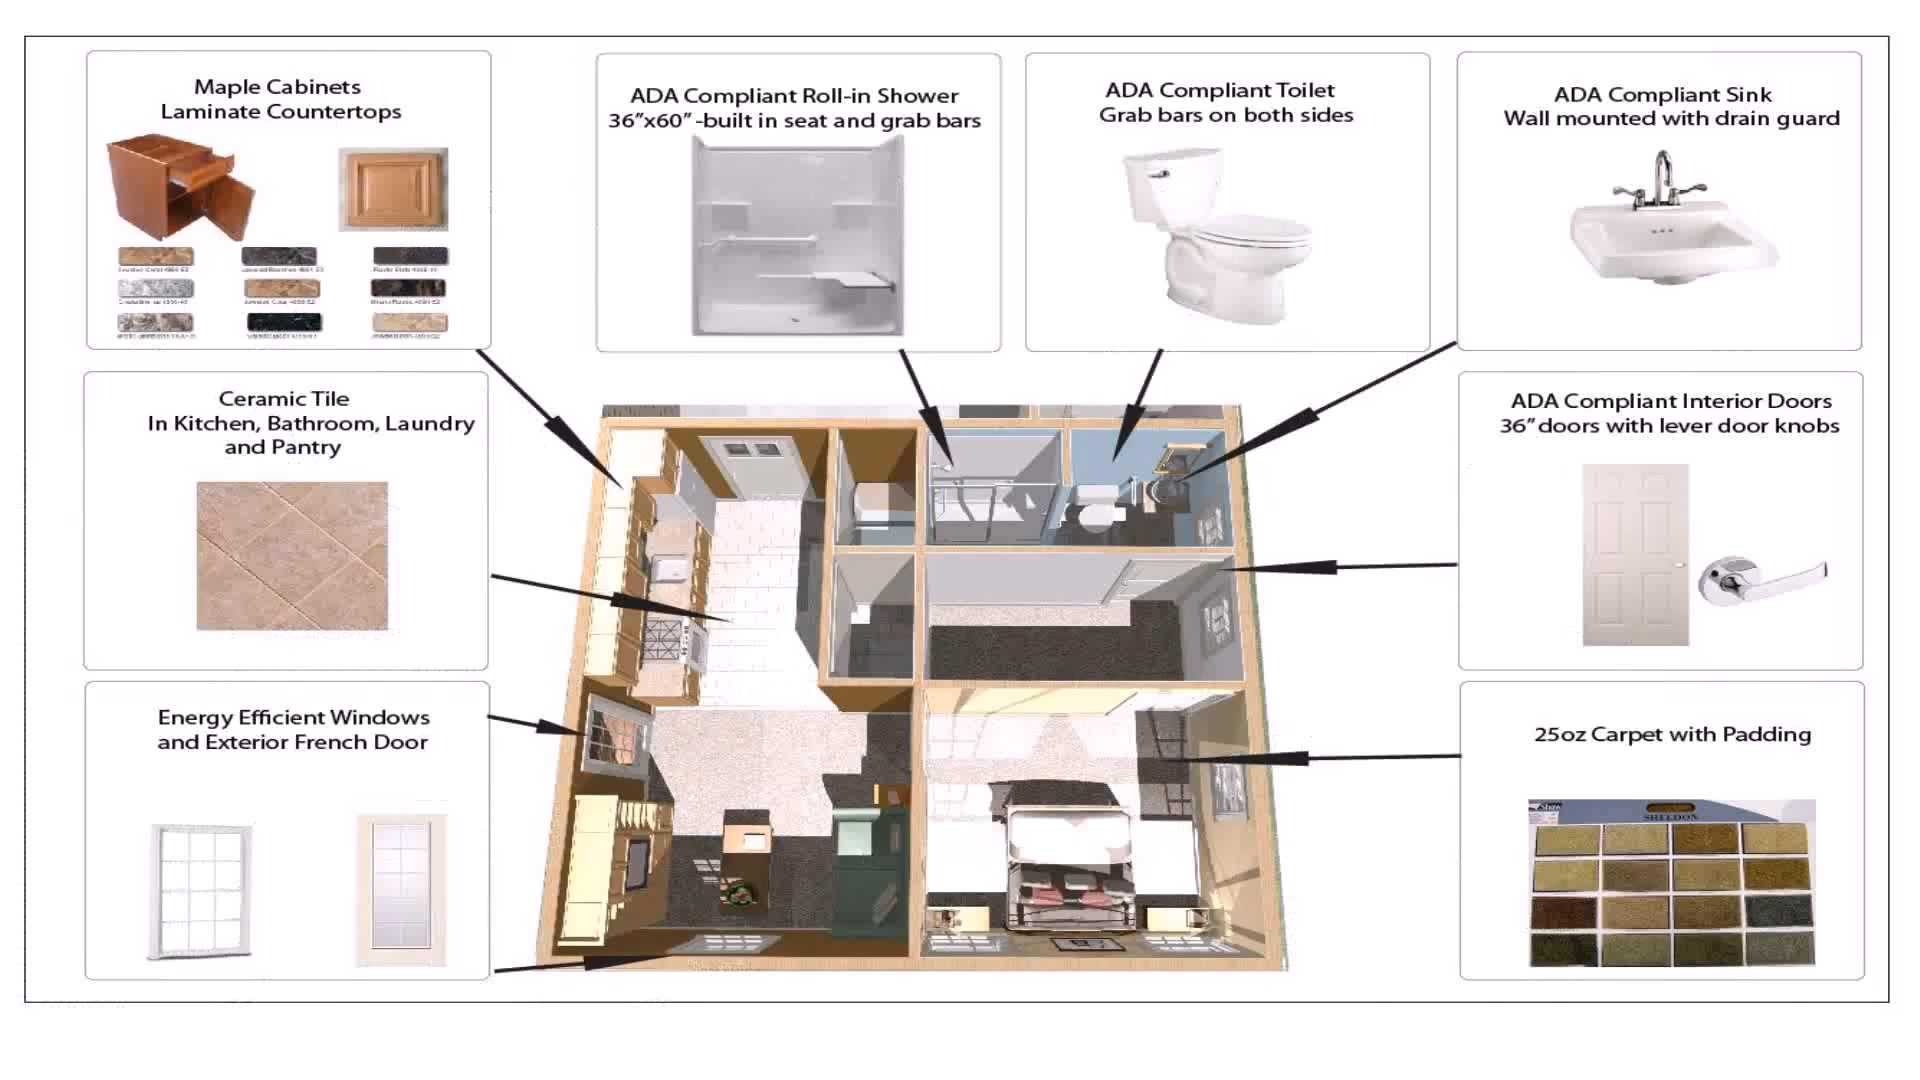 Maple Cabinets
Laminate Countertops
ADA Compliant Roll-in Shower
36”x60” -built in seat and grab bars
ADA Compliant Toilet
Grab bars on both sides
ADA Compliant Sink
Wall mounted with drain guard
Ceramic Tile
In Kitchen, Bathroom, Laundry
and Pantry
ADA Compliant Interior Doors
36” doors with lever door knobs
Energy Efficient Windows
and Exterior French Door
25oz Carpet with Padding
Shaw
SHELDON